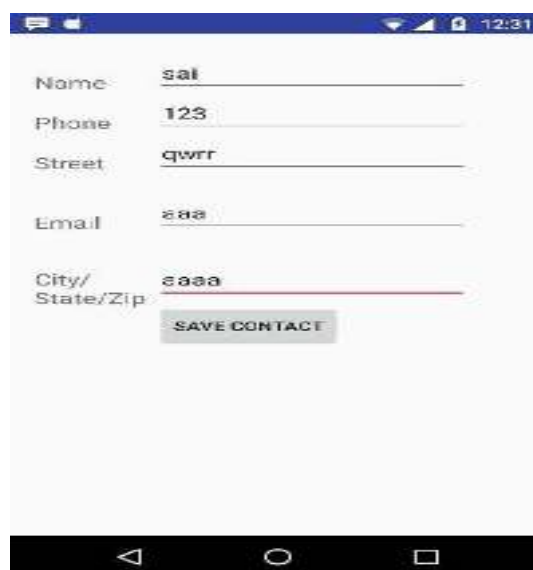 12:31
Name sai
Phone 123
Street qwrr
Email aaa
City/ aaaa
State/Zip
SAVE CONTACT